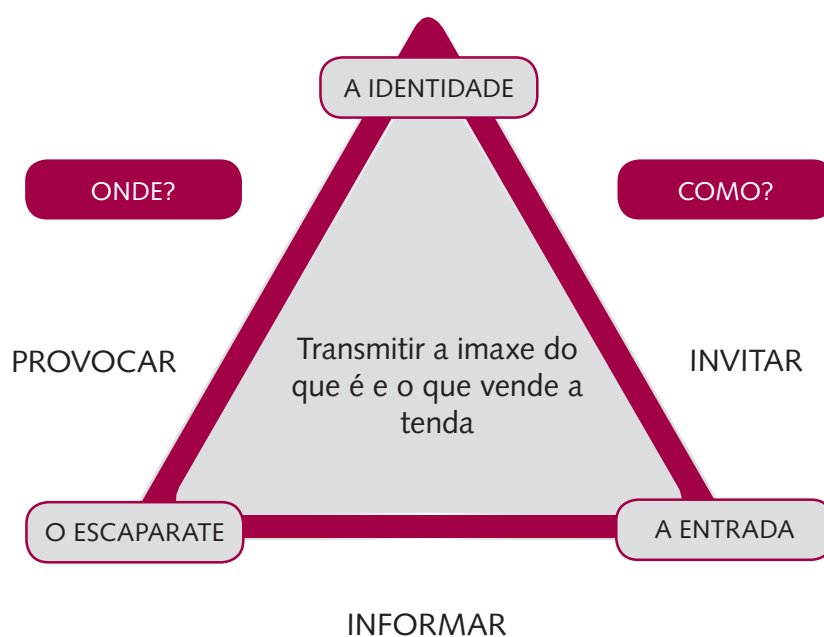 A IDENTIDADE
ONDE?
COMO?
PROVOCAR
Transmitir a imaxe do
que é e o que vende a
tenda
INVITAR
O ESCAPARATE
A ENTRADA
INFORMAR